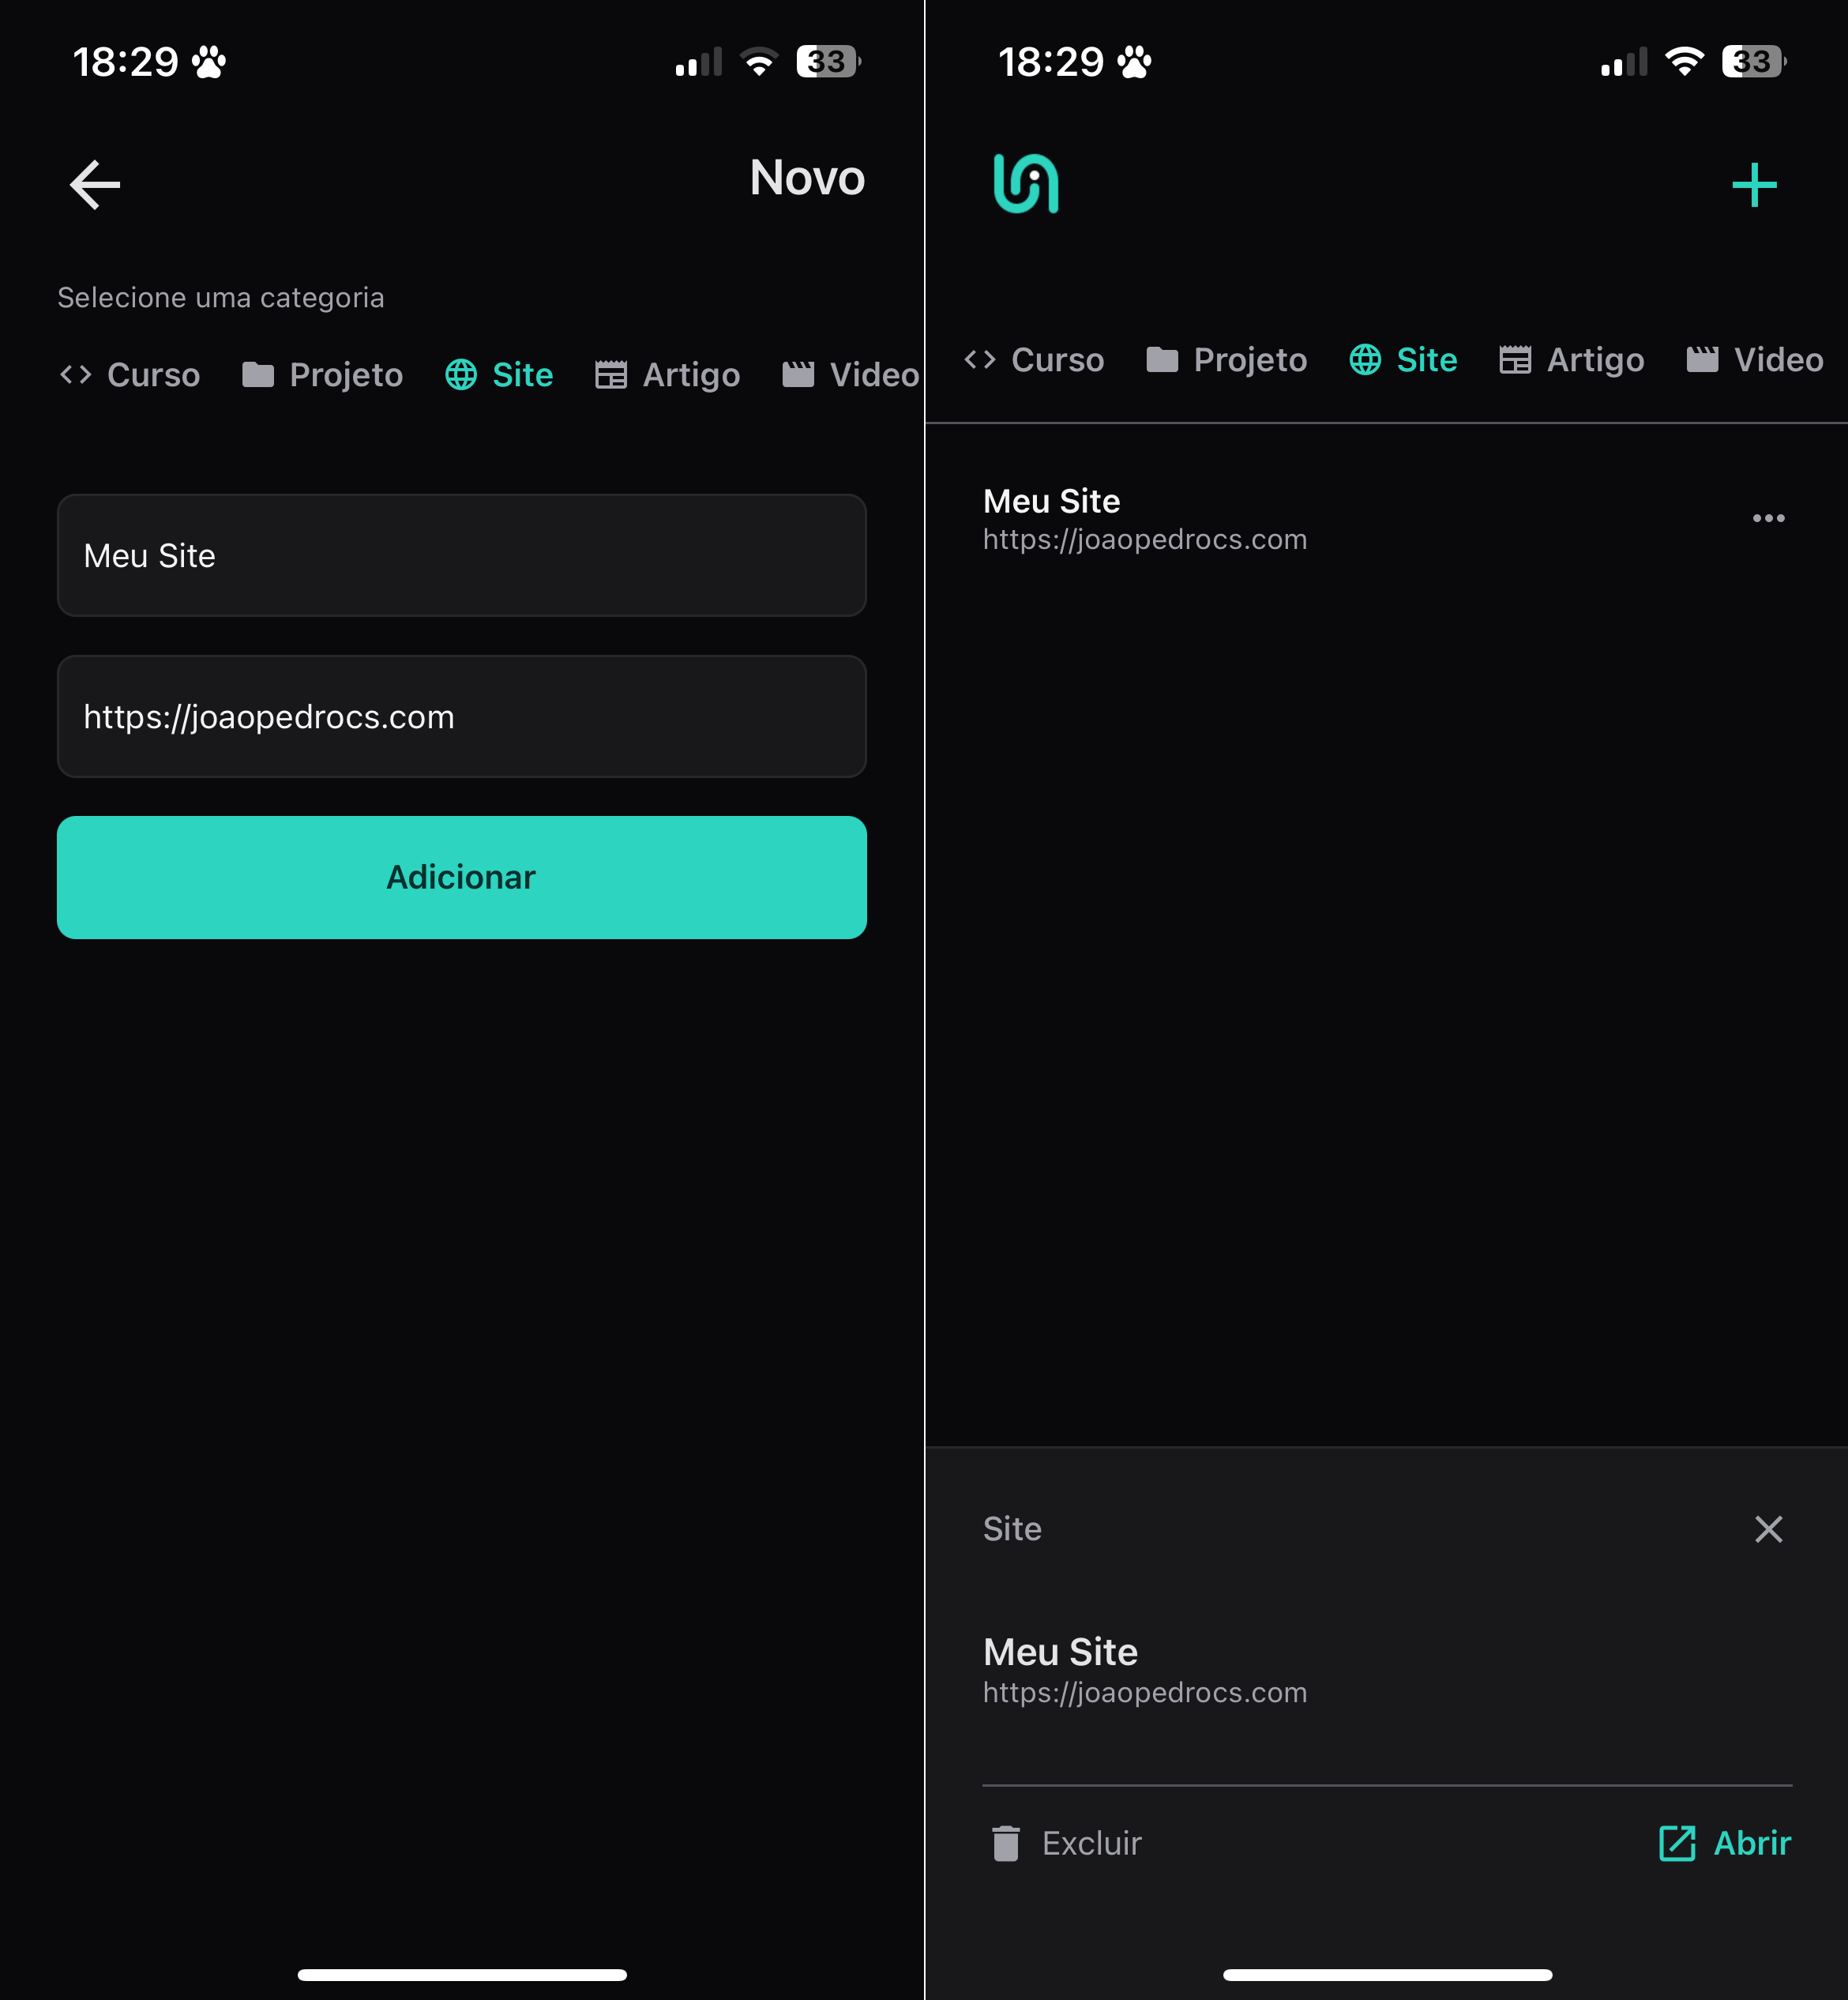 18:29
33
Novo
Selecione uma categoria
Curso Projeto Site Artigo Video
Meu Site
https://joaopedrocs.com
Adicionar
18:29
33
Curso Projeto Site Artigo Video
Meu Site
https://joaopedrocs.com
Site
Meu Site
https://joaopedrocs.com
Excluir
Abrir